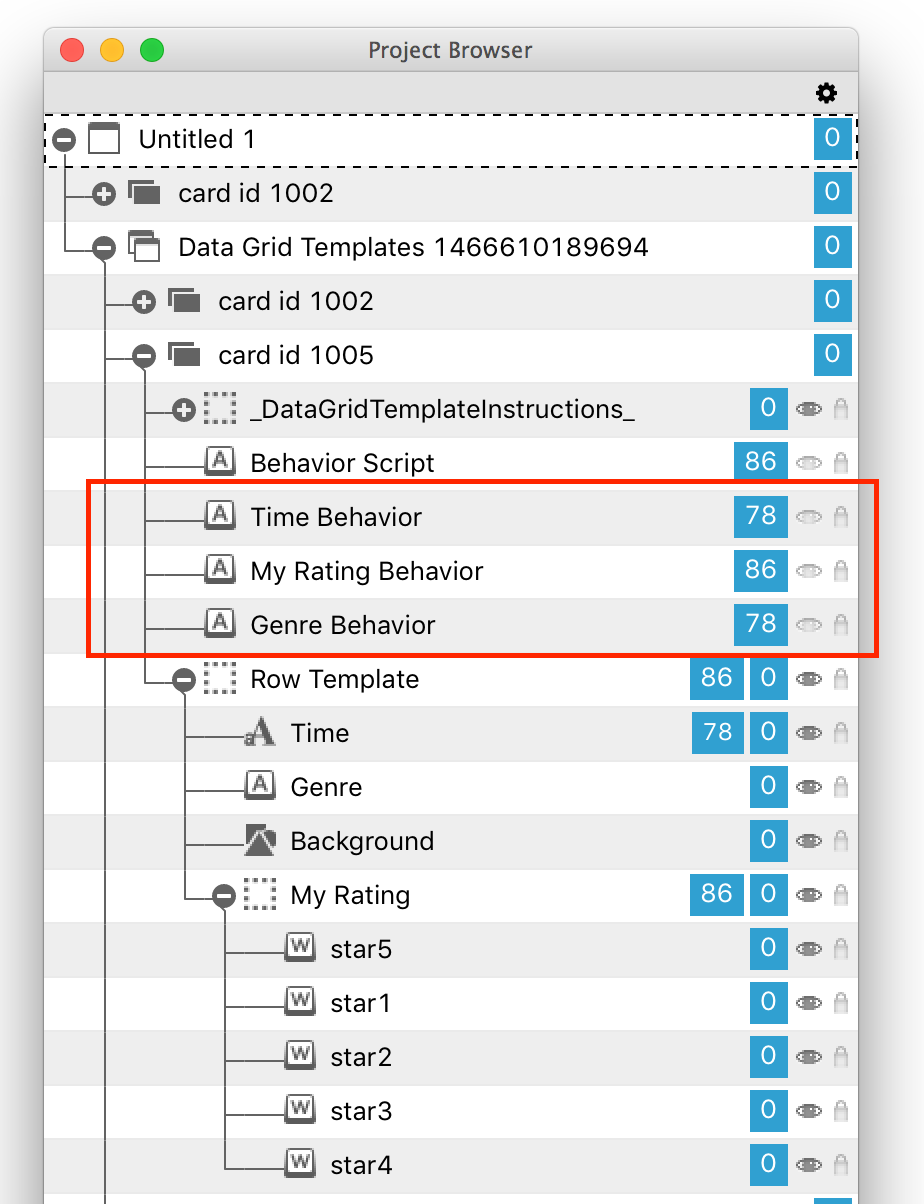 Project Browser
Untitled 1 0
card id 1002 0
Data Grid Templates 1466610189694 0
card id 1002 0
card id 1005 0
_DataGridTemplateInstructions_ 0
A Behavior Script 86
A Time Behavior 78
A My Rating Behavior 86
A Genre Behavior 78
Row Template 86 0
aA Time 78 0
A Genre 0
Background 0
My Rating 86 0
W star5 0
W star1 0
W star2 0
W star3 0
W star4 0